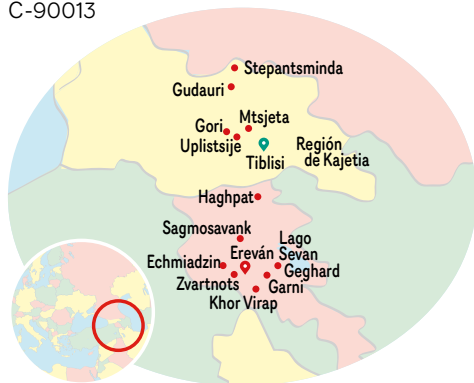 C-90013
Stepantsminda
Gudauri
Mtsjeta
Gori
Uplistsije
Tiblisi
Región
de Kajetia
Haghpat
Sagmosavank
Ereván
Lago
Sevan
Echmiadzin
Geghard
Zvartnots
Garni
Khor Virap